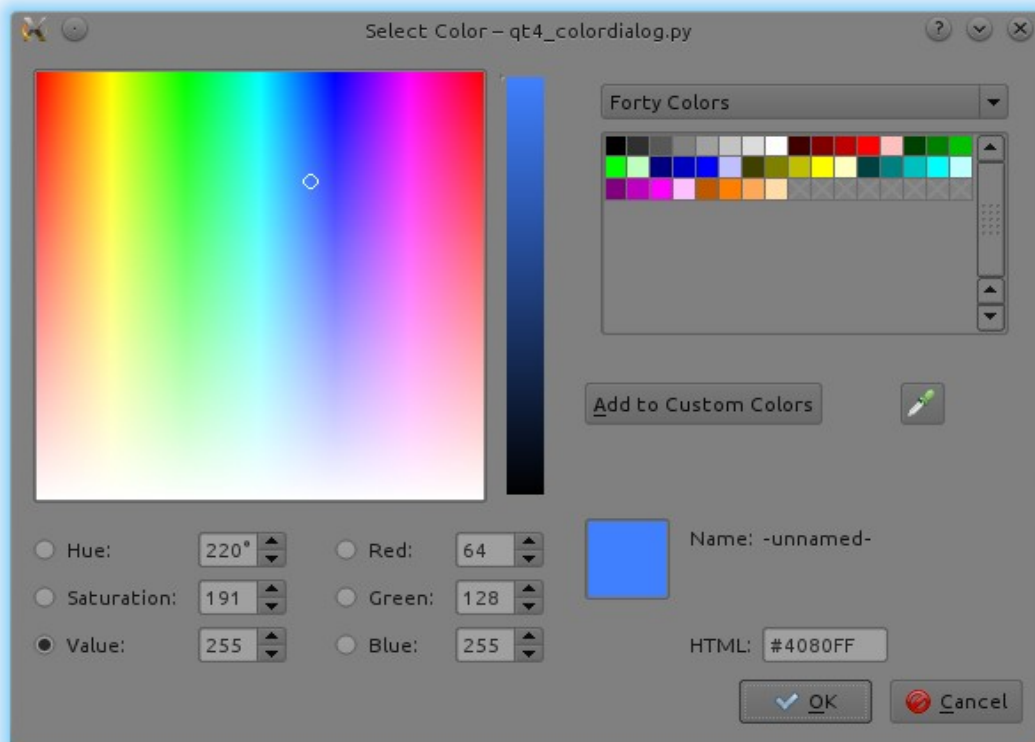 Select Color – qt4_colordialog.py
Forty Colors
Add to Custom Colors
Hue: 220° Red: 64
Saturation: 191 Green: 128
Value: 255 Blue: 255
Name: -unnamed-
HTML: #4080FF
OK Cancel